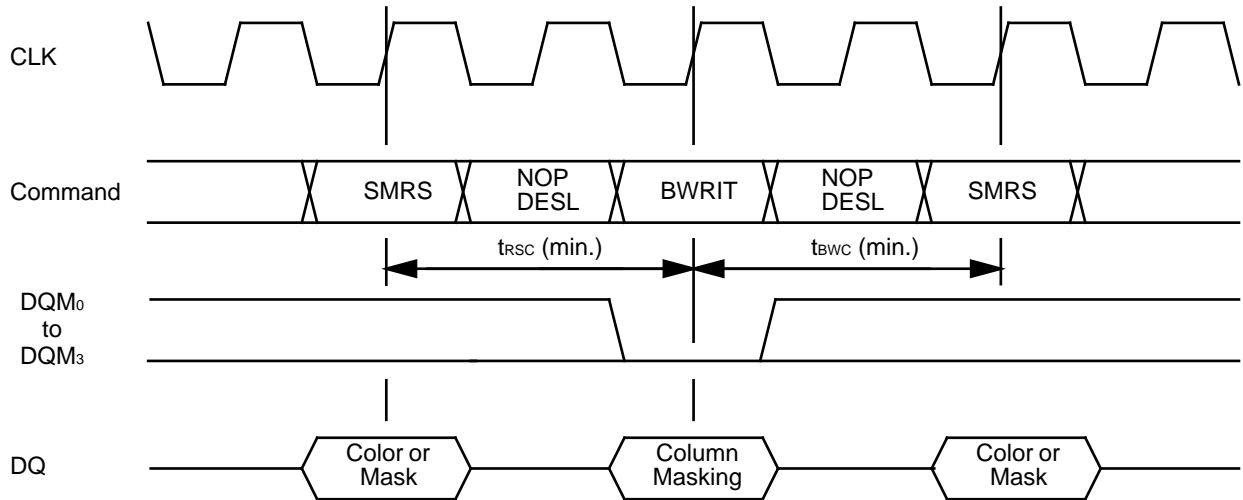 CLK
Command
SMRS
NOP
DESL
BWRIT
NOP
DESL
SMRS
tRSC (min.)
tBWC (min.)
DQM0
to
DQM3
DQ
Color or
Mask
Column
Masking
Color or
Mask